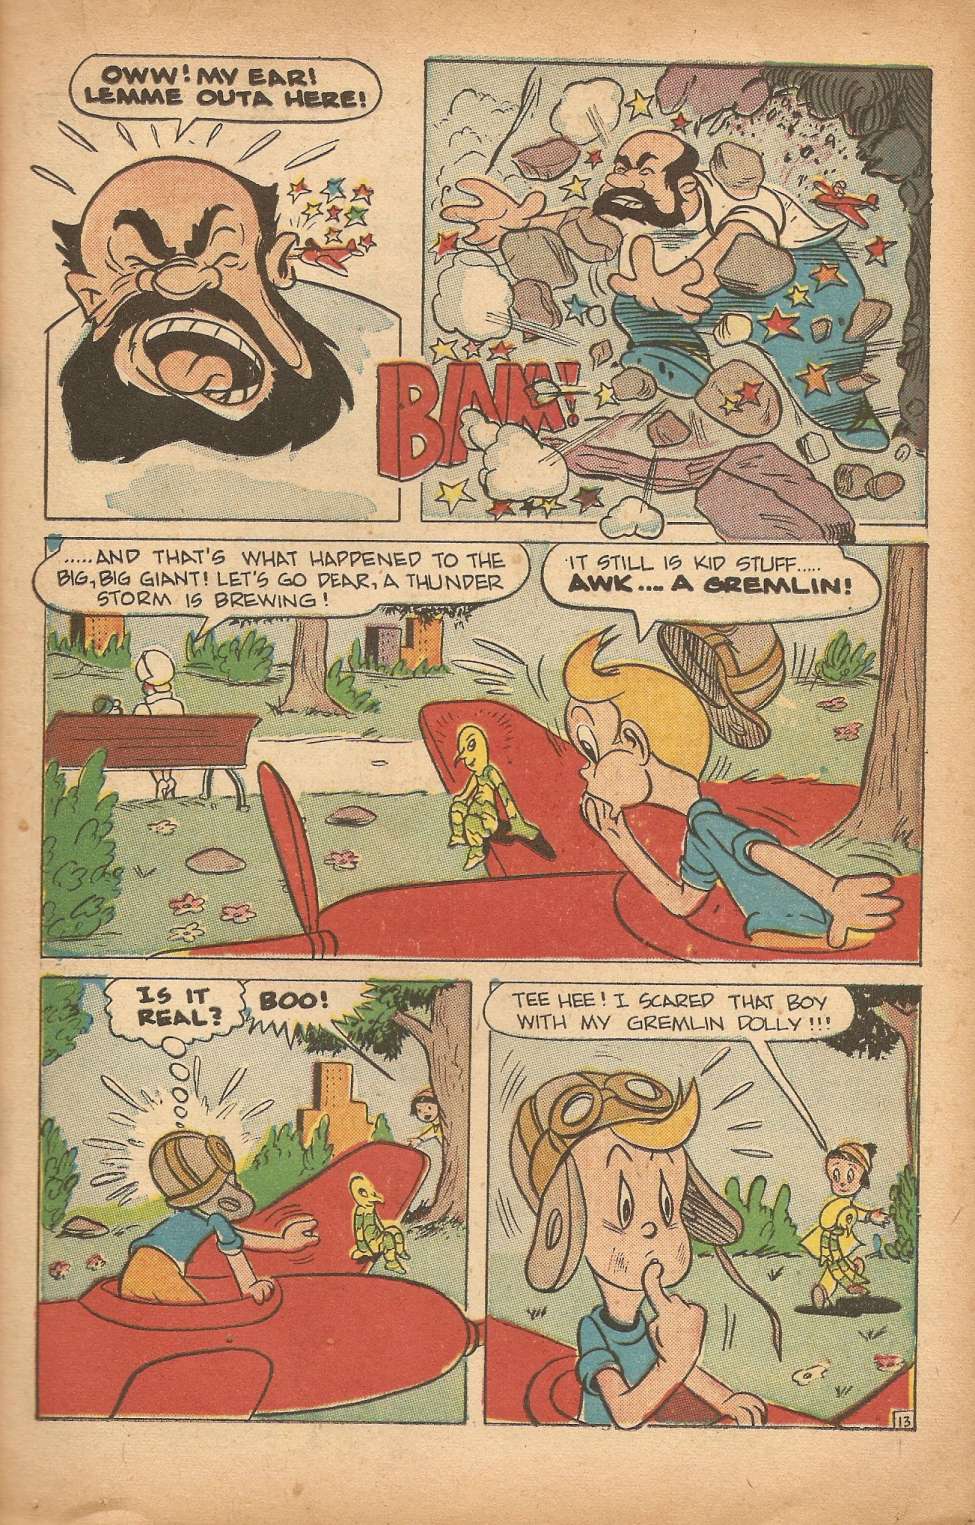 OWW! MY EAR!
LEMME OUTA HERE!
BAM!
.....AND THAT'S WHAT HAPPENED TO THE
BIG, BIG GIANT! LET'S GO DEAR, A THUNDER
STORM IS BREWING!
IT STILL IS KID STUFF.....
AWK.... A GREMLIN!
IS IT
REAL?
BOO!
TEE HEE! I SCARED THAT BOY
WITH MY GREMLIN DOLLY!!!
13